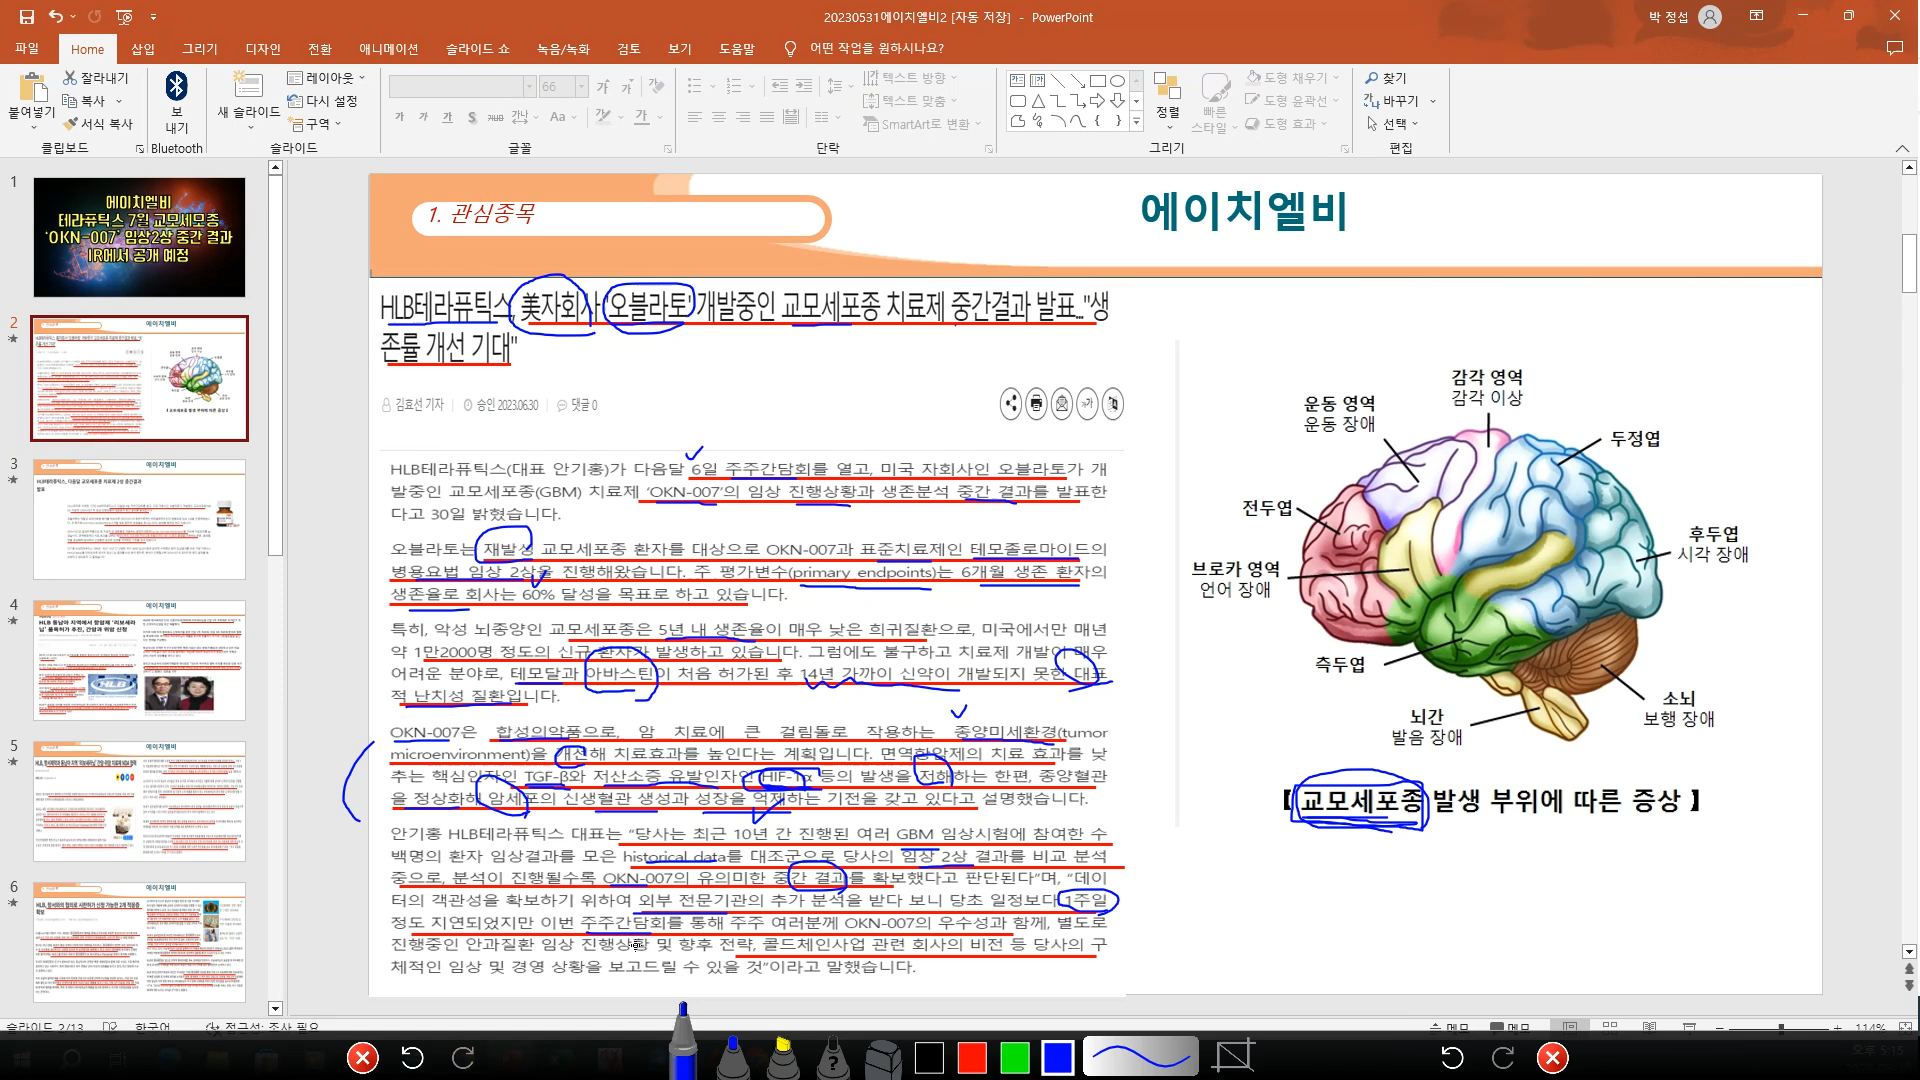 20230531에이치엘비2 [자동 저장] - PowerPoint
박 정섭
파일 Home 삽입 그리기 디자인 전환 애니메이션 슬라이드 쇼 녹음/녹화 검토 보기 도움말 어떤 작업을 원하시나요?
붙여넣기
잘라내기
복사
서식 복사
클립보드
보내기
Bluetooth
새 슬라이드
레이아웃
다시 설정
구역
슬라이드
66
글꼴
텍스트 방향
텍스트 맞춤
SmartArt로 변환
단락
정렬
빠른 스타일
도형 채우기
도형 윤곽선
도형 효과
그리기
찾기
바꾸기
선택
편집
1
에이치엘비
테라퓨틱스 7월 교모세모종
'OKN-007' 임상2상 중간 결과
IR에서 공개 예정
2
3
4
5
6
1. 관심종목
에이치엘비
HLB테라퓨틱스, 美자회사 '오블라토' 개발중인 교모세포종 치료제 중간결과 발표..."생
존률 개선 기대"
김효선 기자 승인 2023.06.30 댓글 0
HLB테라퓨틱스(대표 안기홍)가 다음달 6일 주주간담회를 열고, 미국 자회사인 오블라토가 개
발중인 교모세포종(GBM) 치료제 'OKN-007'의 임상 진행상황과 생존분석 중간 결과를 발표한
다고 30일 밝혔습니다.
오블라토는 재발성 교모세포종 환자를 대상으로 OKN-007과 표준치료제인 테모졸로마이드의
병용요법 임상 2상을 진행해왔습니다. 주 평가변수(primary endpoints)는 6개월 생존 환자의
생존율로 회사는 60% 달성을 목표로 하고 있습니다.
특히, 악성 뇌종양인 교모세포종은 5년 내 생존율이 매우 낮은 희귀질환으로, 미국에서만 매년
약 1만2000명 정도의 신규 환자가 발생하고 있습니다. 그럼에도 불구하고 치료제 개발이 매우
어려운 분야로, 테모달과 아바스틴이 처음 허가된 후 14년 가까이 신약이 개발되지 못한 대표
적 난치성 질환입니다.
OKN-007은 합성의약품으로, 암 치료에 큰 걸림돌로 작용하는 종양미세환경(tumor
microenvironment)을 개선해 치료효과를 높인다는 계획입니다. 면역항암제의 치료 효과를 낮
추는 핵심인자인 TGF-β와 저산소증 유발인자인 HIF-1α 등의 발생을 저해하는 한편, 종양혈관
을 정상화해 암세포의 신생혈관 생성과 성장을 억제하는 기전을 갖고 있다고 설명했습니다.
안기홍 HLB테라퓨틱스 대표는 "당사는 최근 10년 간 진행된 여러 GBM 임상시험에 참여한 수
백명의 환자 임상결과를 모은 historical data를 대조군으로 당사의 임상 2상 결과를 비교 분석
중으로, 분석이 진행될수록 OKN-007의 유의미한 중간 결과를 확보했다고 판단된다"며, "데이
터의 객관성을 확보하기 위하여 외부 전문기관의 추가 분석을 받다 보니 당초 일정보다 1주일
정도 지연되었지만 이번 주주간담회를 통해 주주 여러분께 OKN-007의 우수성과 함께, 별도로
진행중인 안과질환 임상 진행상황 및 향후 전략, 콜드체인사업 관련 회사의 비전 등 당사의 구
체적인 임상 및 경영 상황을 보고드릴 수 있을 것"이라고 말했습니다.
감각 영역
감각 이상
운동 영역
운동 장애
두정엽
전두엽
후두엽
시각 장애
브로카 영역
언어 장애
측두엽
소뇌
보행 장애
뇌간
발음 장애
【 교모세포종 발생 부위에 따른 증상 】
슬라이드 2/13 한국어 접근성: 조사 필요
메모 메모 114%